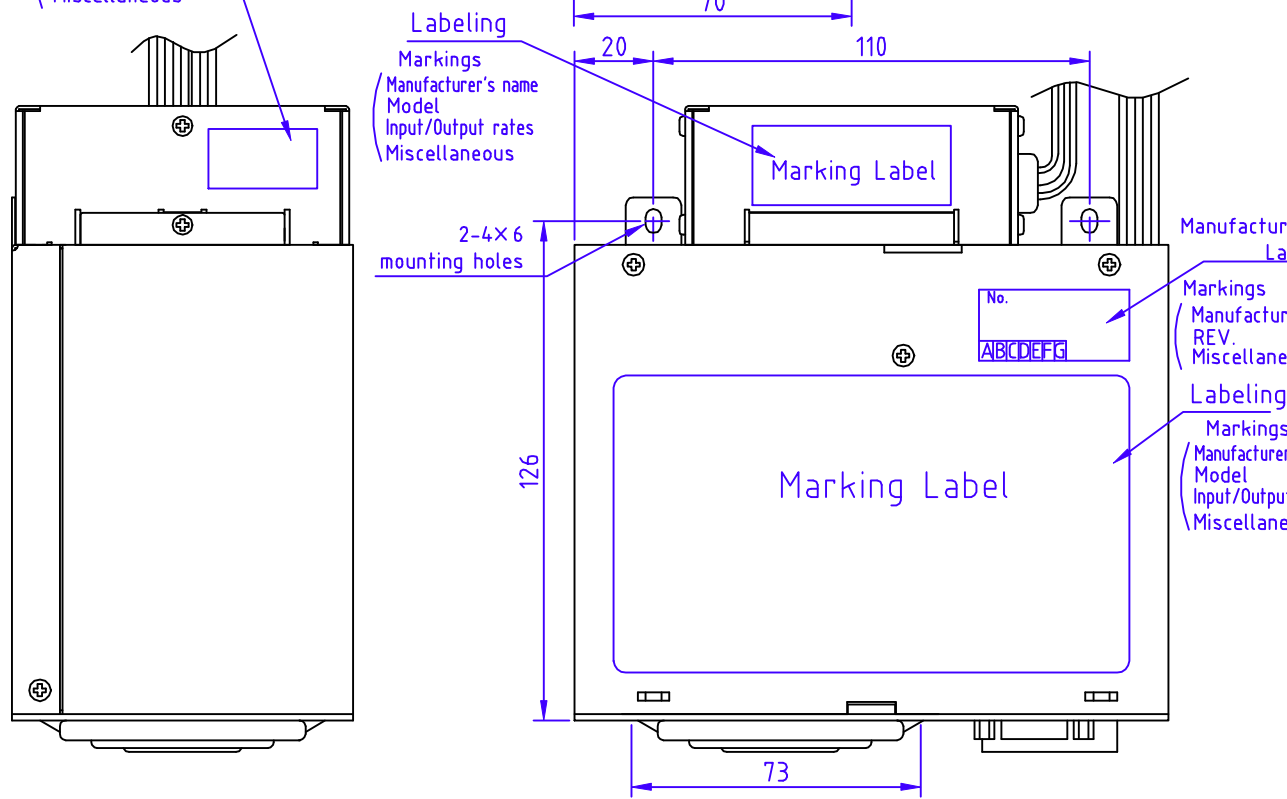 Miscellaneous
70
Labeling
Markings
Manufacturer's name
Model
Input/Output rates
Miscellaneous
20
110
Marking Label
2-4×6
mounting holes
126
No.
ABCDEFG
Marking Label
73
Markings
REV.
Labeling
Markings
Model